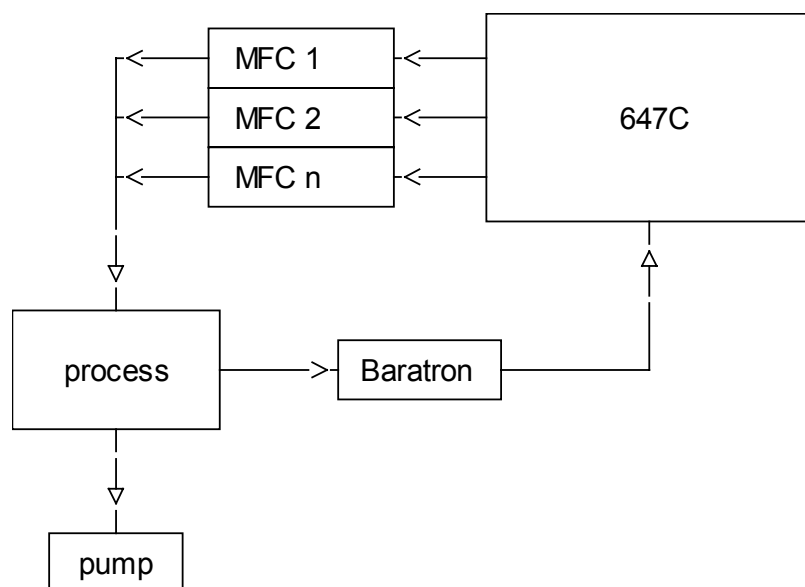 MFC 1
MFC 2
647C
MFC n
process
Baratron
pump